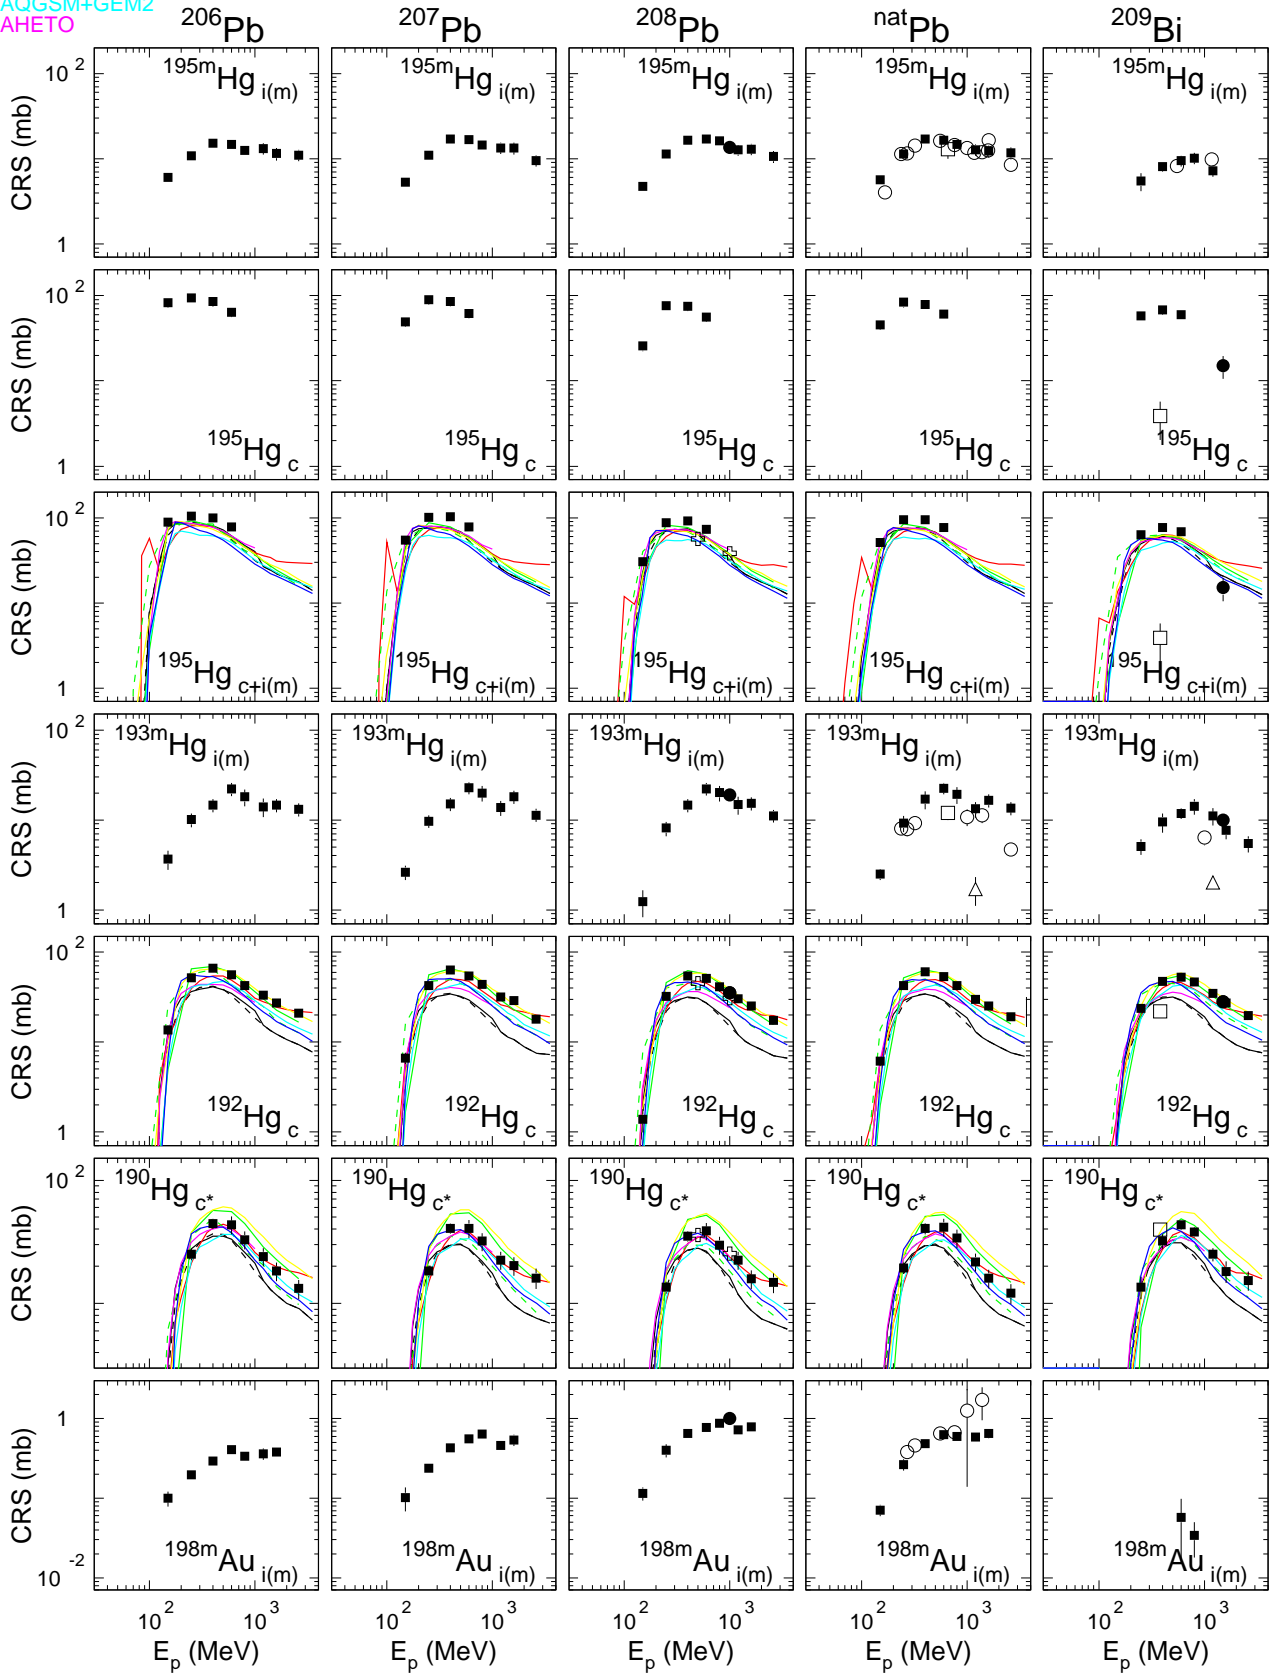 AQGSM+GEM2
AHETO
206Pb 207Pb 208Pb natPb 209Bi
10 2
1
CRS (mb)
195mHg i(m) 195mHg i(m) 195mHg i(m) 195mHg i(m) 195mHg i(m)
10 2
1
CRS (mb)
195Hg c 195Hg c 195Hg c 195Hg c 195Hg c
10 2
1
CRS (mb)
195Hg c+i(m) 195Hg c+i(m) 195Hg c+i(m) 195Hg c+i(m) 195Hg c+i(m)
10 2
1
CRS (mb)
193mHg i(m) 193mHg i(m) 193mHg i(m) 193mHg i(m) 193mHg i(m)
10 2
1
CRS (mb)
192Hg c 192Hg c 192Hg c 192Hg c 192Hg c
10 2
CRS (mb)
190Hg c* 190Hg c* 190Hg c* 190Hg c* 190Hg c*
1
10 -2
CRS (mb)
198mAu i(m) 198mAu i(m) 198mAu i(m) 198mAu i(m) 198mAu i(m)
10 2 10 3 10 2 10 3 10 2 10 3 10 2 10 3 10 2 10 3
Ep (MeV) Ep (MeV) Ep (MeV) Ep (MeV) Ep (MeV)